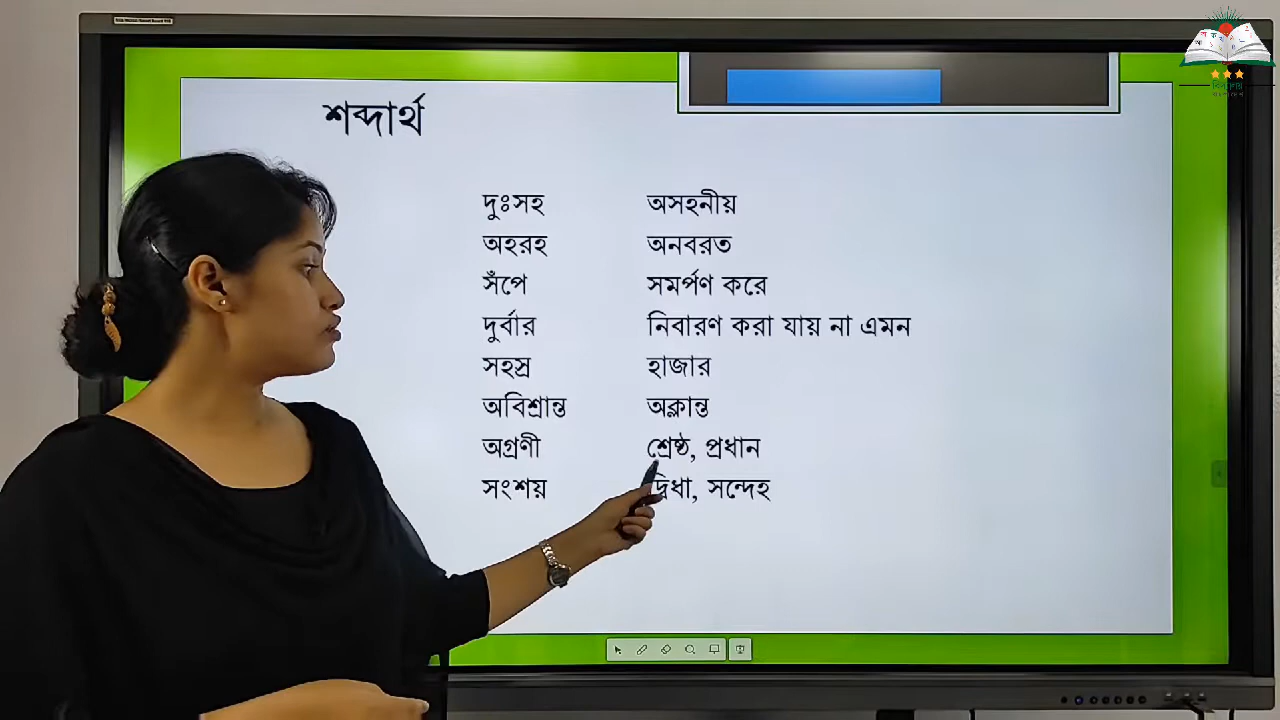 শব্দার্থ
দুঃসহ অসহনীয়
অহরহ অনবরত
সঁপে সমর্পণ করে
দুর্বার নিবারণ করা যায় না এমন
সহস্র হাজার
অবিশ্রান্ত অক্লান্ত
অগ্রণী শ্রেষ্ঠ, প্রধান
সংশয় দ্বিধা, সন্দেহ